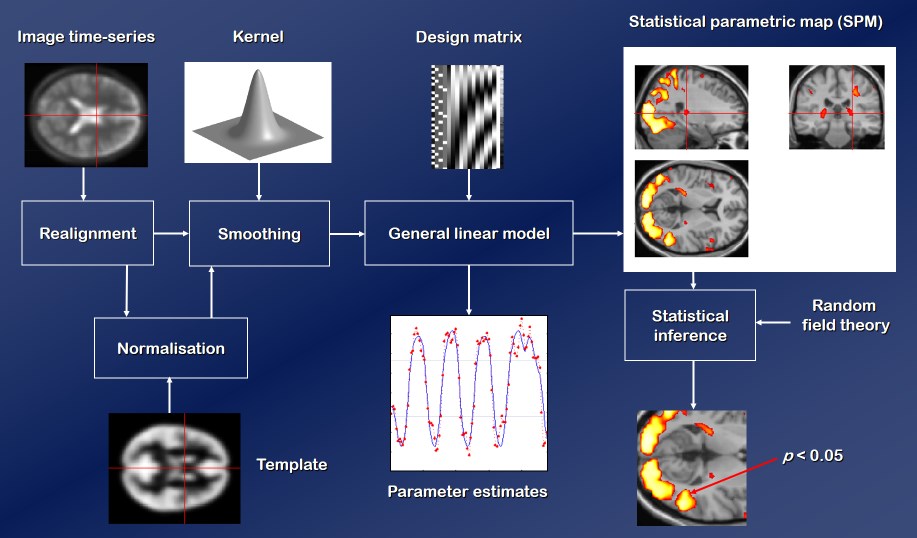 Image time-series
Kernel
Design matrix
Statistical parametric map (SPM)
Realignment
Smoothing
General linear model
Normalisation
Statistical
inference
Random
field theory
Template
Parameter estimates
p < 0.05